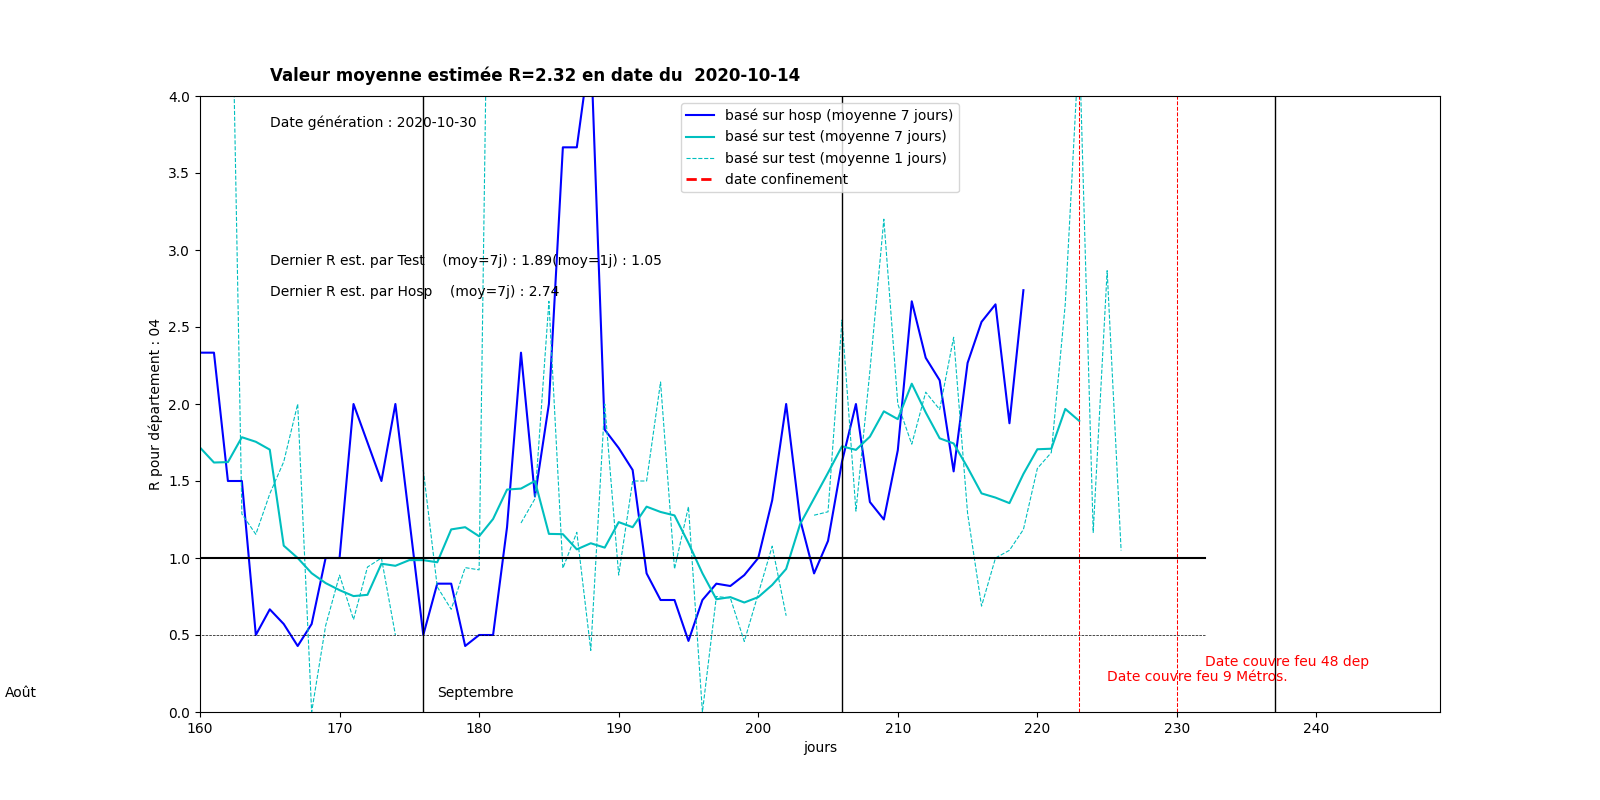 Valeur moyenne estimée R=2.32 en date du  2020-10-14
Date génération : 2020-10-30
basé sur hosp (moyenne 7 jours)
basé sur test (moyenne 7 jours)
basé sur test (moyenne 1 jours)
date confinement
Dernier R est. par Test    (moy=7j) : 1.89(moy=1j) : 1.05
Dernier R est. par Hosp    (moy=7j) : 2.74
R pour département : 04
4.0
3.5
3.0
2.5
2.0
1.5
1.0
0.5
0.0
Date couvre feu 48 dep
Date couvre feu 9 Métros.
Août
Septembre
160 170 180 190 200 210 220 230 240
jours